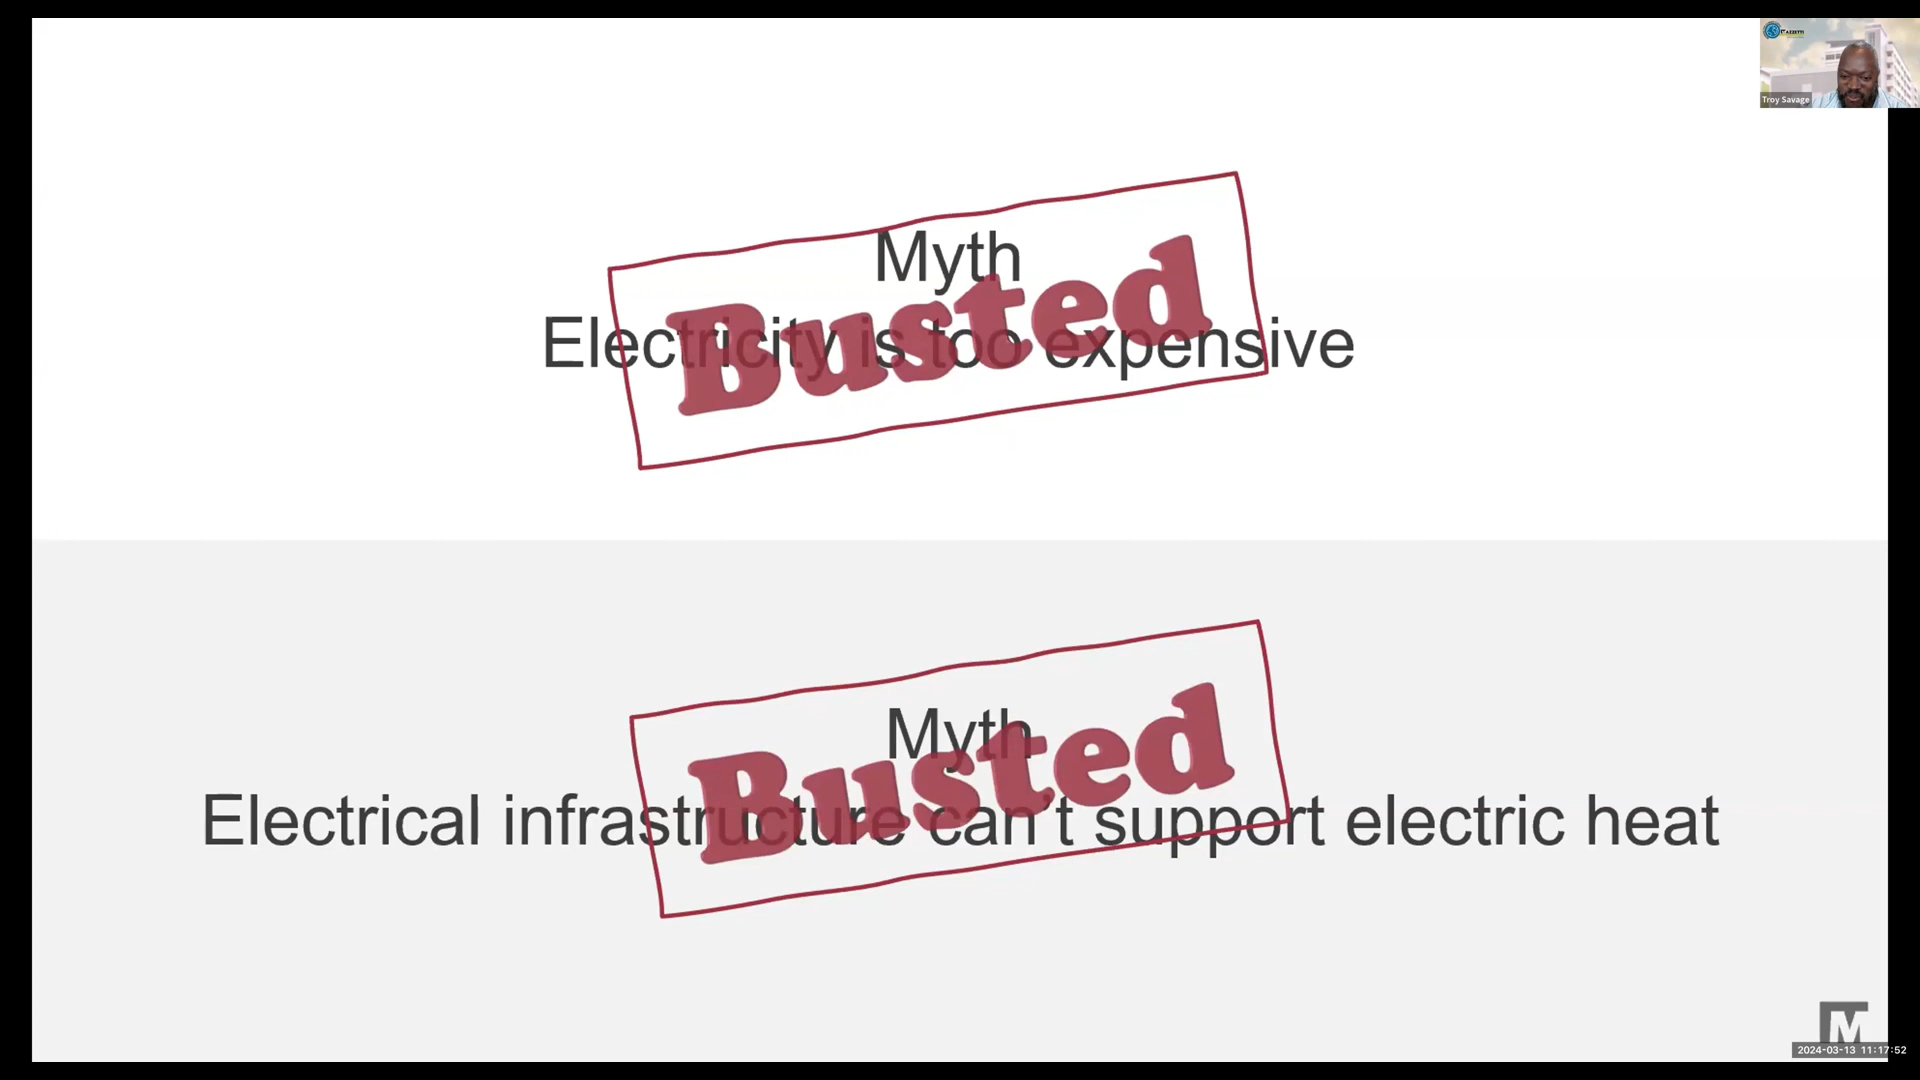 Troy Savage
Myth
Electricity is too expensive
Busted
Myth
Electrical infrastructure can't support electric heat
Busted
M
2024-03-13 11:17:52